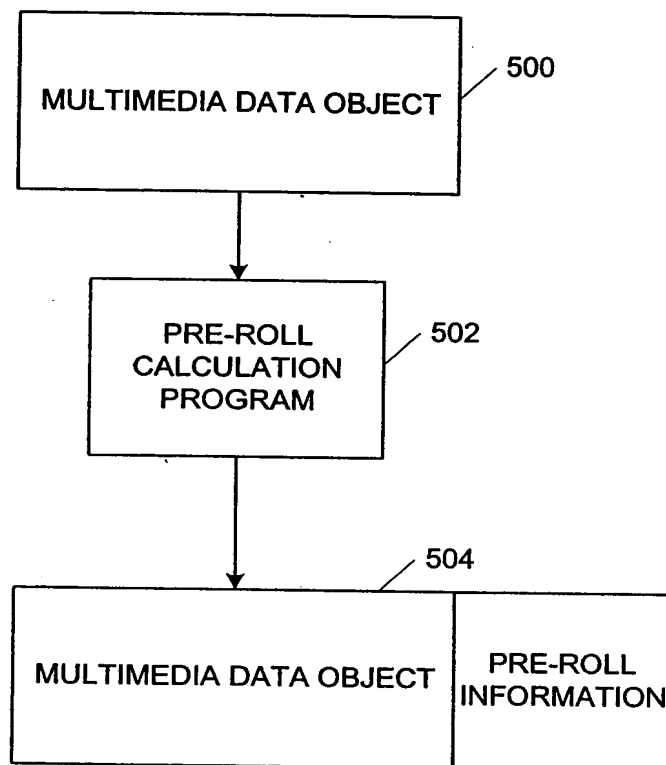 MULTIMEDIA DATA OBJECT
500
PRE-ROLL
CALCULATION
PROGRAM
502
504
MULTIMEDIA DATA OBJECT
PRE-ROLL
INFORMATION